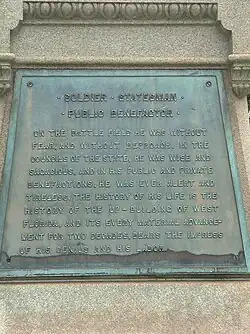 SOLDIER · STATESMAN ·
· PUBLIC BENEFACTOR ·
ON THE BATTLE FIELD HE WAS WITHOUT
FEAR, AND WITHOUT REPROACH. IN THE
COUNCILS OF THE STATE, HE WAS WISE AND
SAGACIOUS, AND IN HIS PUBLIC AND PRIVATE
BENEFACTIONS, HE WAS EVER ALERT AND
TIRELESS. THE HISTORY OF HIS LIFE IS THE
HISTORY OF THE UP-BUILDING OF WEST
FLORIDA, AND ITS EVERY MATERIAL ADVANCE-
MENT FOR TWO DECADES, BEARS THE IMPRESS
OF HIS GENIUS AND HIS LABOR.